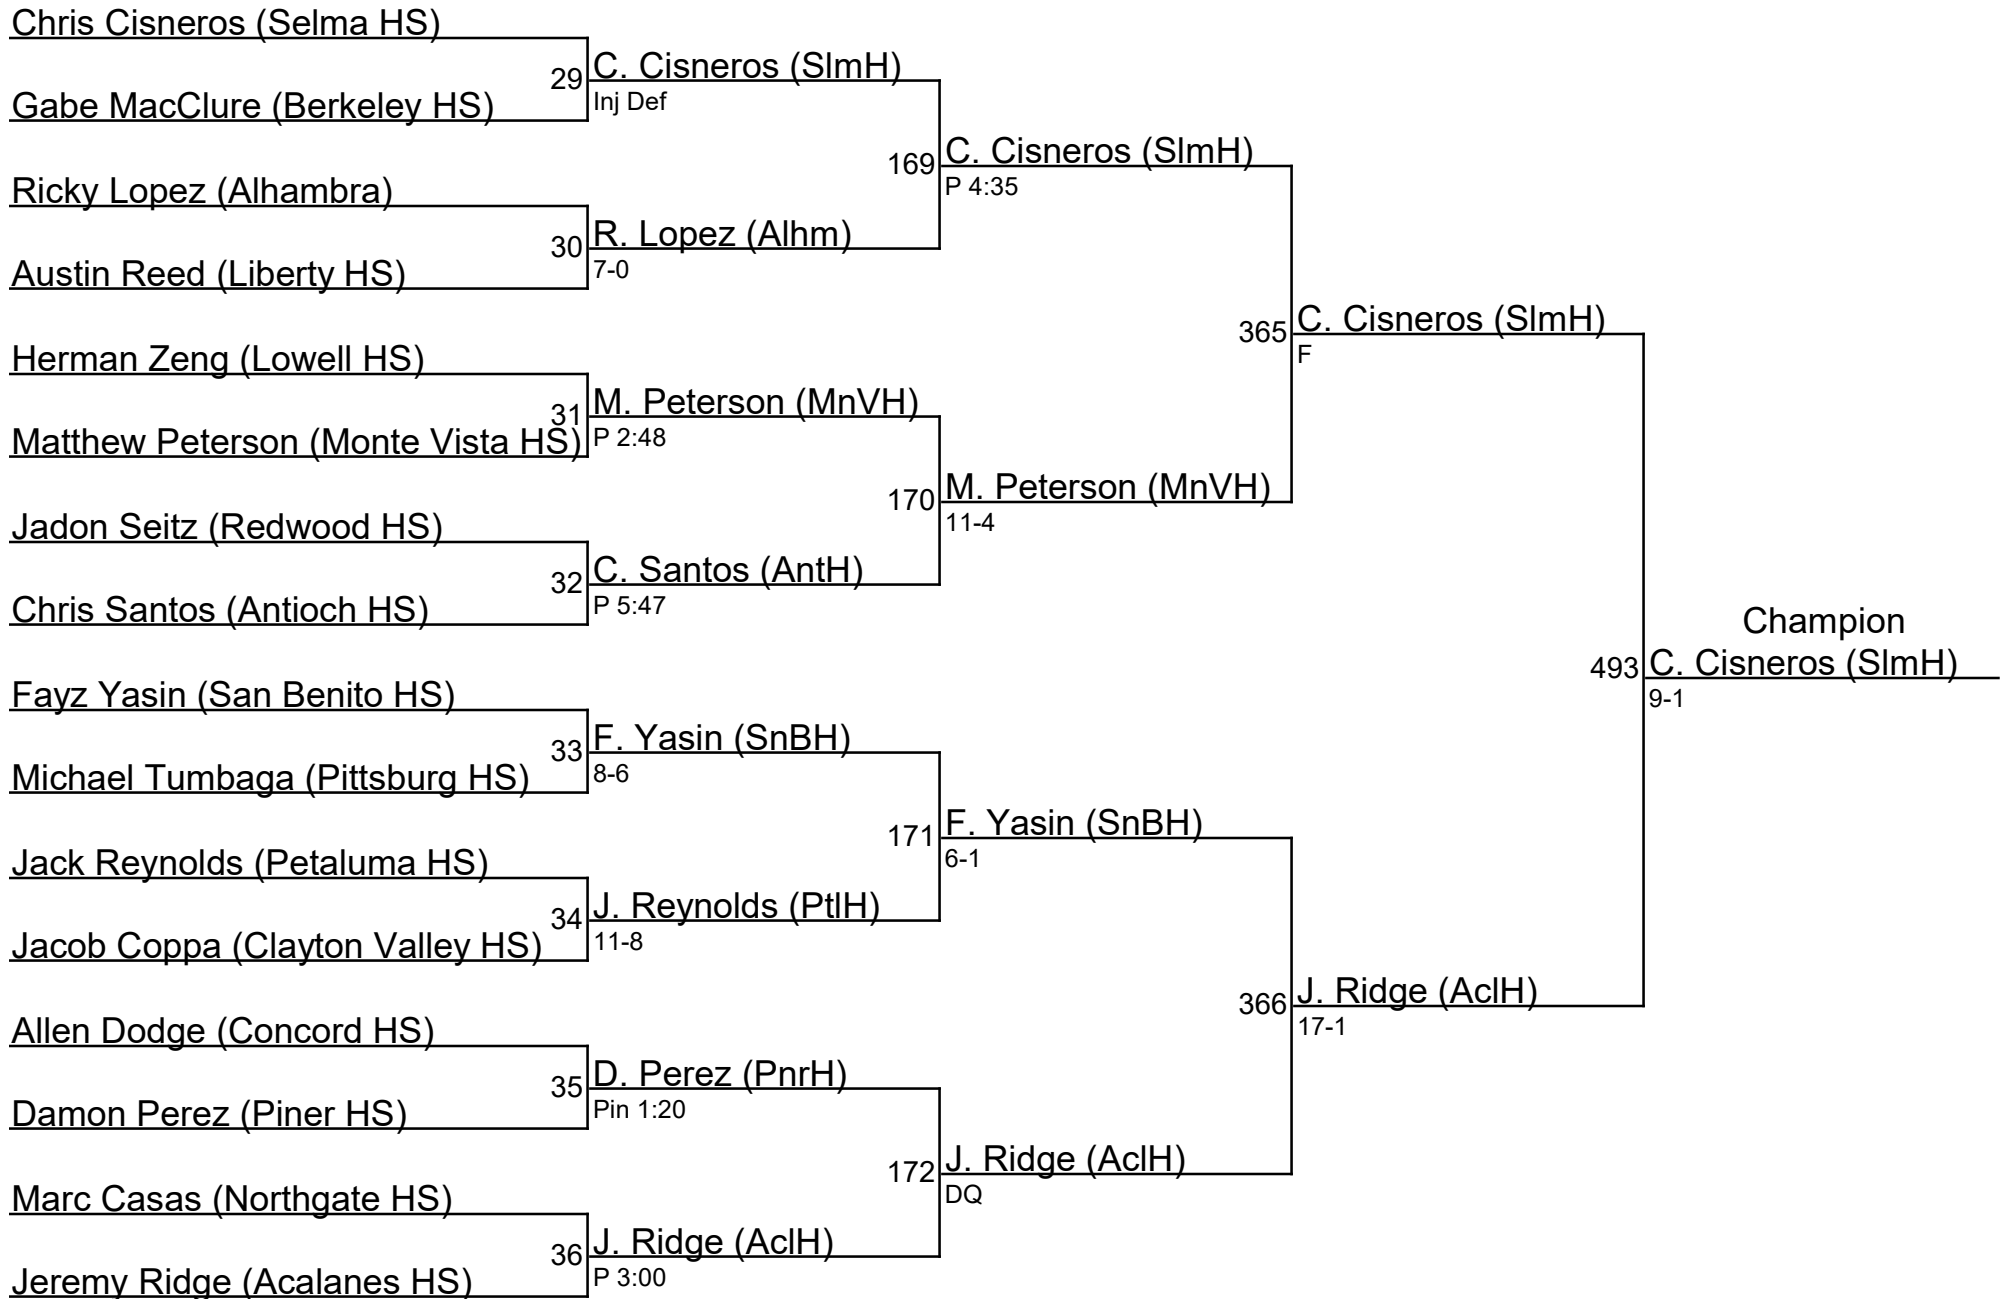 Chris Cisneros (Selma HS)
29 C. Cisneros (SlmH)
Inj Def
Gabe MacClure (Berkeley HS)
169 C. Cisneros (SlmH)
P 4:35
Ricky Lopez (Alhambra)
30 R. Lopez (Alhm)
7-0
Austin Reed (Liberty HS)
365 C. Cisneros (SlmH)
F
Herman Zeng (Lowell HS)
31 M. Peterson (MnVH)
P 2:48
Matthew Peterson (Monte Vista HS)
170 M. Peterson (MnVH)
11-4
Jadon Seitz (Redwood HS)
32 C. Santos (AntH)
P 5:47
Chris Santos (Antioch HS)
Champion
493 C. Cisneros (SlmH)
9-1
Fayz Yasin (San Benito HS)
33 F. Yasin (SnBH)
8-6
Michael Tumbaga (Pittsburg HS)
171 F. Yasin (SnBH)
6-1
Jack Reynolds (Petaluma HS)
34 J. Reynolds (PtlH)
11-8
Jacob Coppa (Clayton Valley HS)
366 J. Ridge (AclH)
17-1
Allen Dodge (Concord HS)
35 D. Perez (PnrH)
Pin 1:20
Damon Perez (Piner HS)
172 J. Ridge (AclH)
DQ
Marc Casas (Northgate HS)
36 J. Ridge (AclH)
P 3:00
Jeremy Ridge (Acalanes HS)